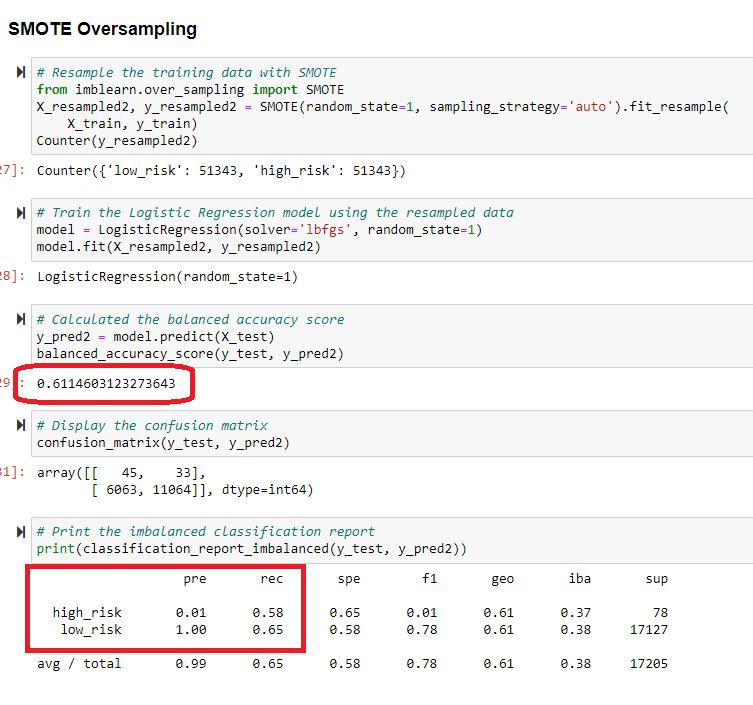 SMOTE Oversampling
# Resample the training data with SMOTE
from imblearn.over_sampling import SMOTE
X_resampled2, y_resampled2 = SMOTE(random_state=1, sampling_strategy='auto').fit_resample(
X_train, y_train)
Counter(y_resampled2)
27]: Counter({'low_risk': 51343, 'high_risk': 51343})
# Train the Logistic Regression model using the resampled data
model = LogisticRegression(solver='lbfgs', random_state=1)
model.fit(X_resampled2, y_resampled2)
28]: LogisticRegression(random_state=1)
# Calculated the balanced accuracy score
y_pred2 = model.predict(X_test)
balanced_accuracy_score(y_test, y_pred2)
29 : 0.6114603123273643
# Display the confusion matrix
confusion_matrix(y_test, y_pred2)
31]: array([[ 45, 33],
[ 6063, 11064]], dtype=int64)
# Print the imbalanced classification report
print(classification_report_imbalanced(y_test, y_pred2))
pre rec spe f1 geo iba sup
high_risk 0.01 0.58 0.65 0.01 0.61 0.37 78
low_risk 1.00 0.65 0.58 0.78 0.61 0.38 17127
avg / total 0.99 0.65 0.58 0.78 0.61 0.38 17205